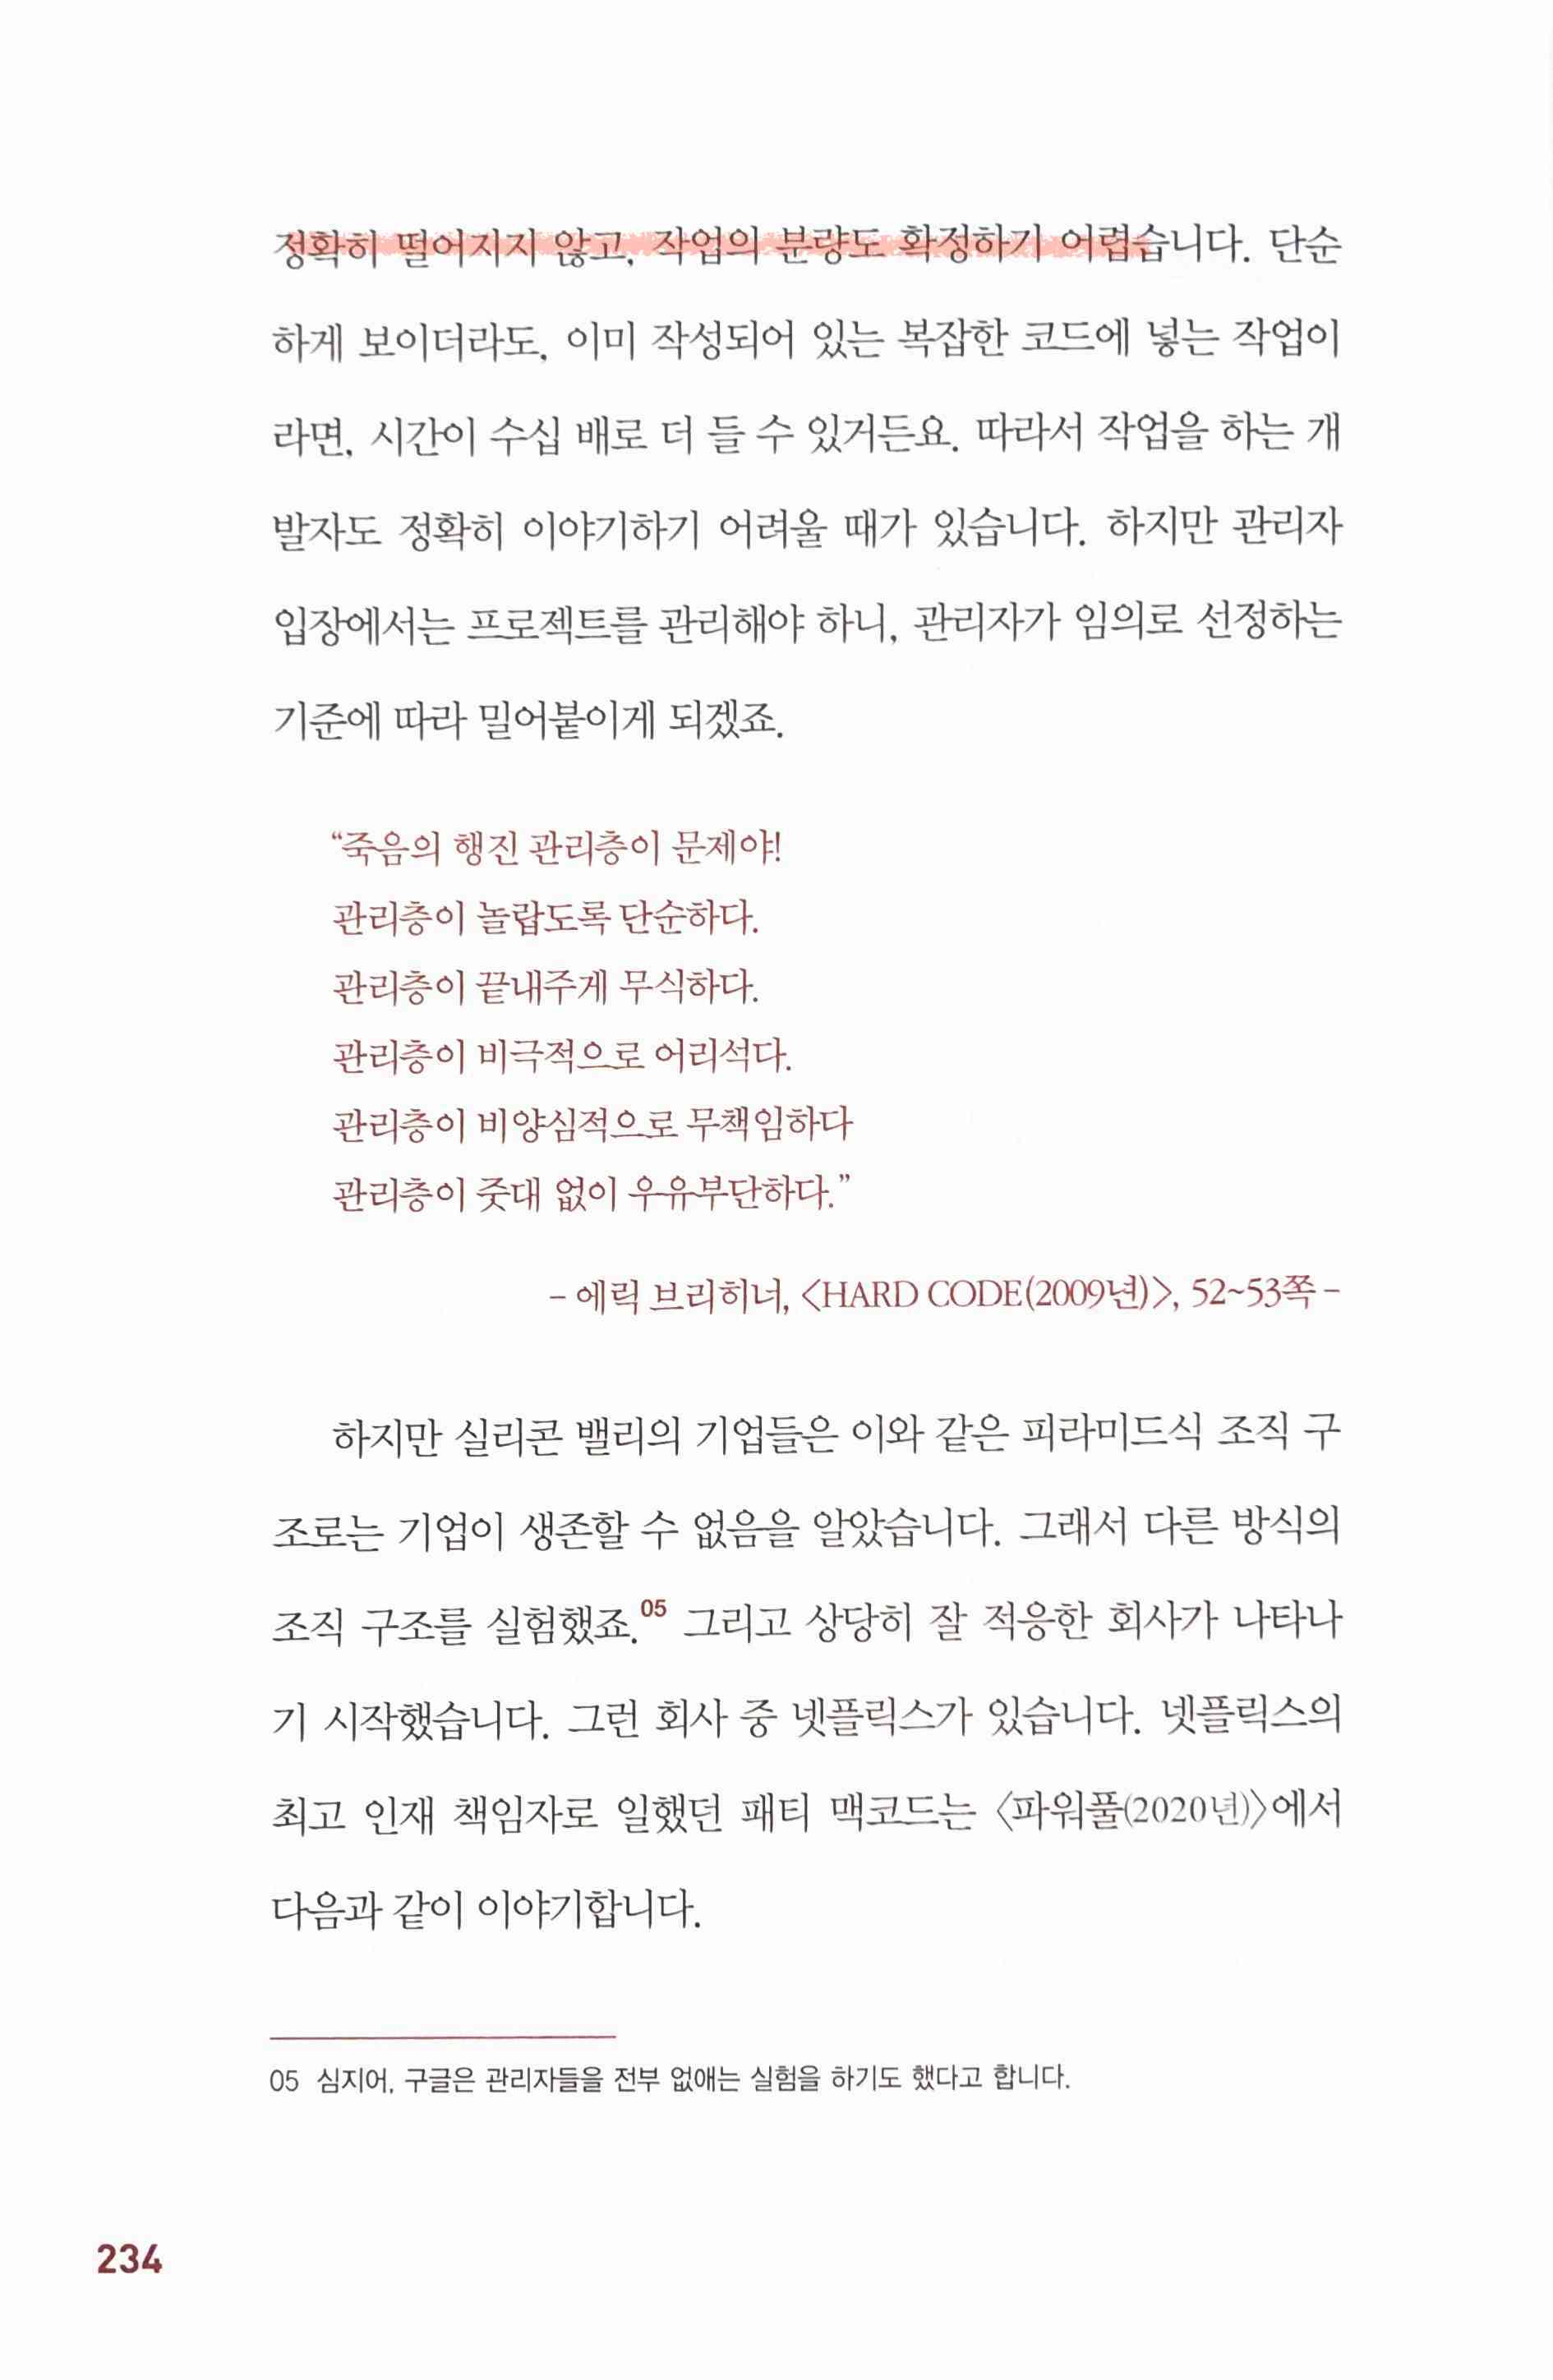 정확히 떨어지지 않고, 작업의 분량도 확정하기 어렵습니다. 단순
하게 보이더라도, 이미 작성되어 있는 복잡한 코드에 넣는 작업이
라면, 시간이 수십 배로 더 들 수 있거든요. 따라서 작업을 하는 개
발자도 정확히 이야기하기 어려울 때가 있습니다. 하지만 관리자
입장에서는 프로젝트를 관리해야 하니, 관리자가 임의로 선정하는
기준에 따라 밀어붙이게 되겠죠.
“죽음의 행진 관리층이 문제야!
관리층이 놀랍도록 단순하다.
관리층이 끝내주게 무식하다.
관리층이 비극적으로 어리석다.
관리층이 비양심적으로 무책임하다
관리층이 줏대 없이 우유부단하다.”
– 에릭 브리히너, 〈HARD CODE(2009년)〉, 52~53쪽 –
하지만 실리콘 밸리의 기업들은 이와 같은 피라미드식 조직 구
조로는 기업이 생존할 수 없음을 알았습니다. 그래서 다른 방식의
조직 구조를 실험했죠.05 그리고 상당히 잘 적응한 회사가 나타나
기 시작했습니다. 그런 회사 중 넷플릭스가 있습니다. 넷플릭스의
최고 인재 책임자로 일했던 패티 맥코드는 〈파워풀(2020년)〉에서
다음과 같이 이야기합니다.
05 심지어, 구글은 관리자들을 전부 없애는 실험을 하기도 했다고 합니다.
234